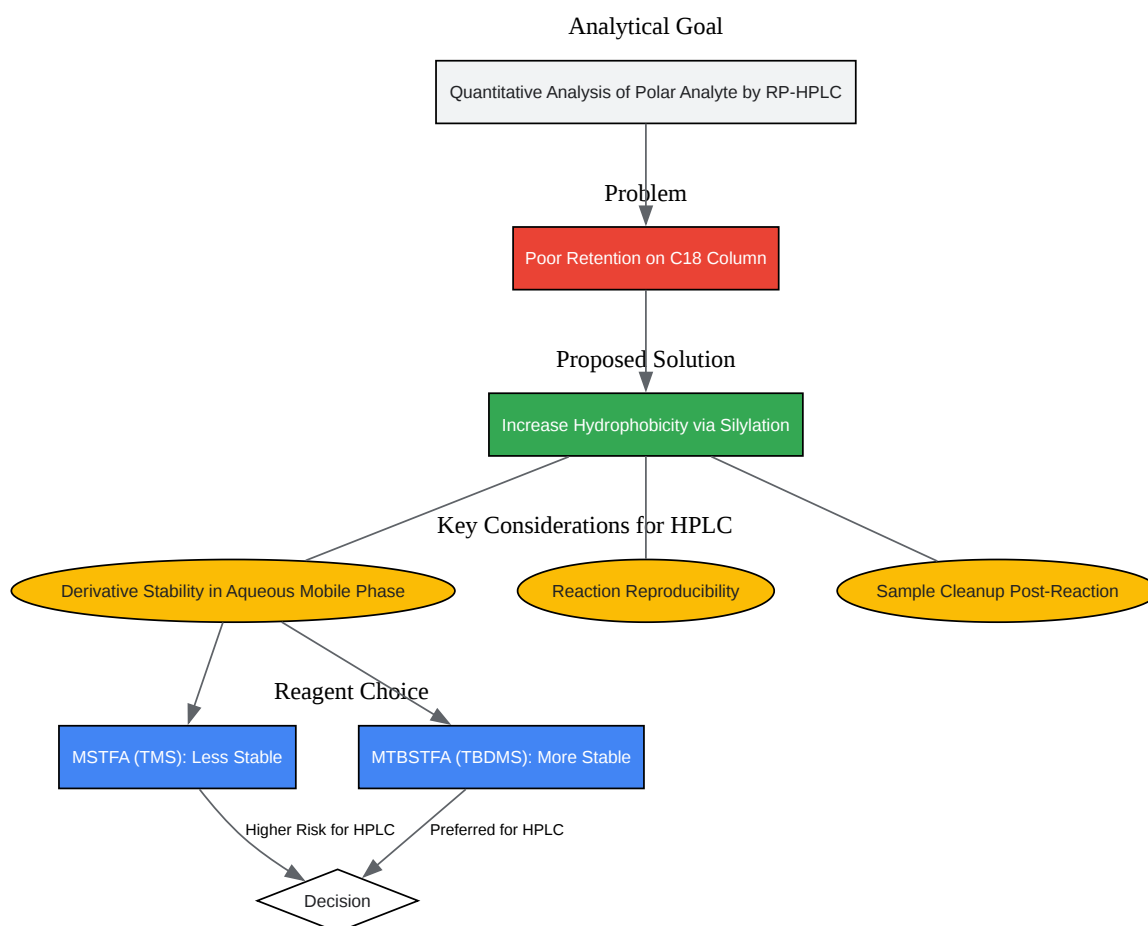 Analytical Goal
Quantitative Analysis of Polar Analyte by RP-HPLC
Problem
Poor Retention on C18 Column
Proposed Solution
Increase Hydrophobicity via Silylation
Key Considerations for HPLC
Derivative Stability in Aqueous Mobile Phase
Reaction Reproducibility
Sample Cleanup Post-Reaction
Reagent Choice
MSTFA (TMS): Less Stable
MTBSTFA (TBDMS): More Stable
Higher Risk for HPLC
Preferred for HPLC
Decision